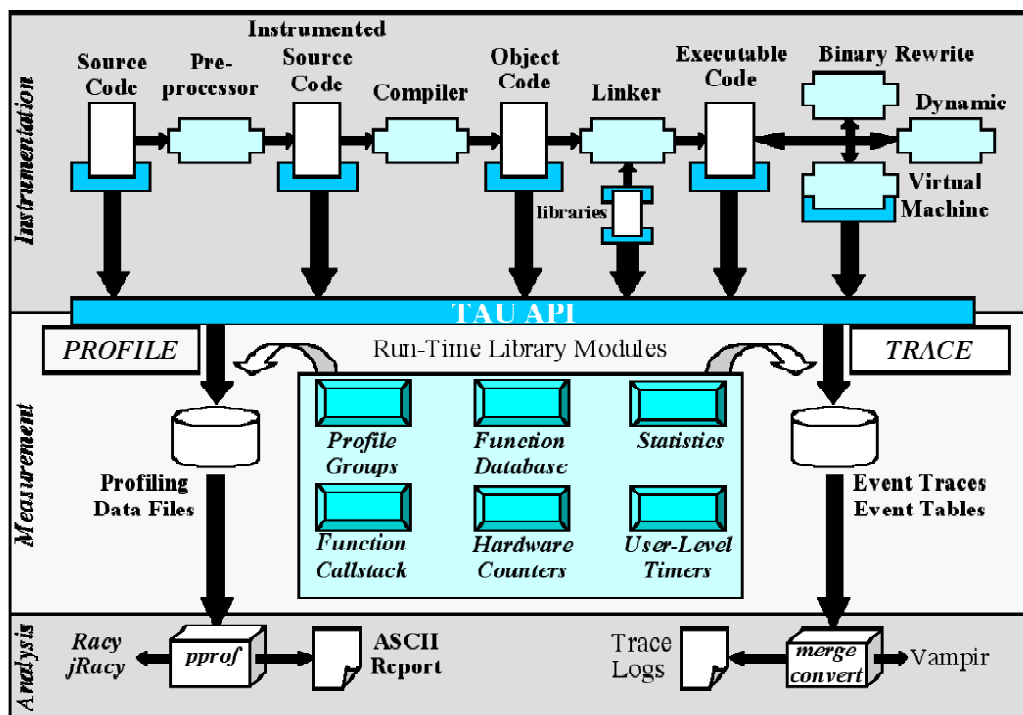 Instrumentation
Source
Code
Pre-
processor
Instrumented
Source
Code
Compiler
Object
Code
Linker
libraries
Executable
Code
Binary Rewrite
Dynamic
Virtual
Machine
TAU API
Measurement
PROFILE
Run-Time Library Modules
TRACE
Profiling
Data Files
Profile
Groups
Function
Database
Statistics
Function
Callstack
Hardware
Counters
User-Level
Timers
Event Traces
Event Tables
Analysis
Racy
jRacy
pprof
ASCII
Report
Trace
Logs
merge
convert
Vampir